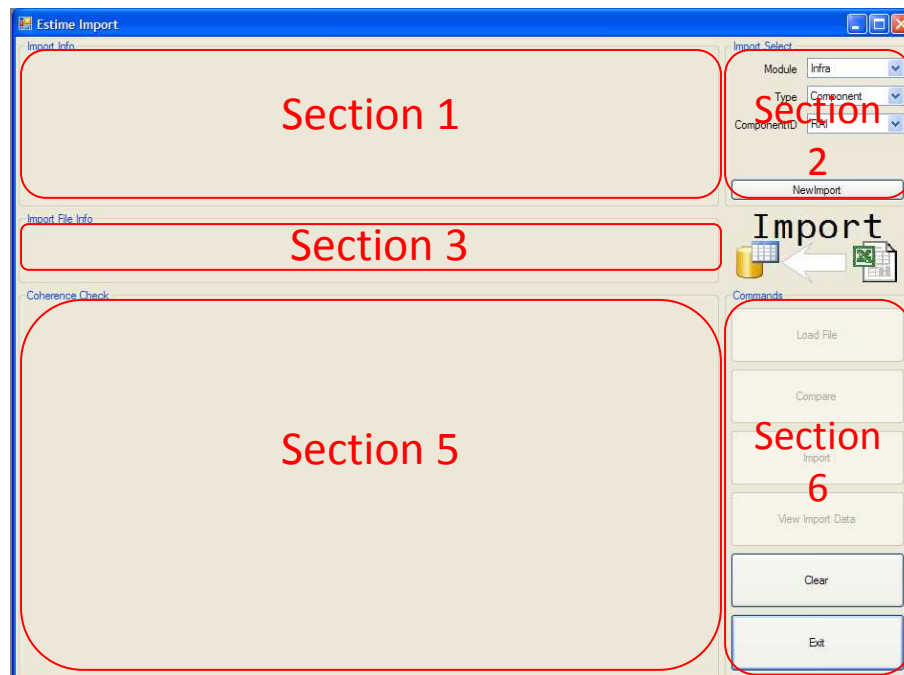 Estime Import
Import Info
Section 1
Import Select
Module Infra
Type Component
ComponentID RAI
Section
2
NewImport
Import File Info
Section 3
Import
Coherence Check
Section 5
Commands
Load File
Compare
Section
Import
6
View Import Data
Clear
Exit